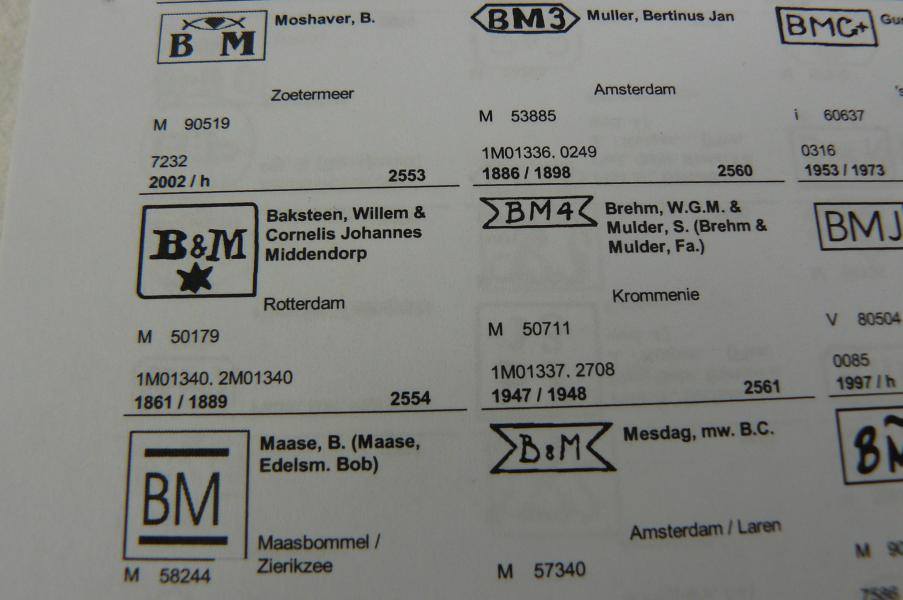 B M
Moshaver, B.
Zoetermeer
M 90519
7232
2002 / h 2553
BM3
Muller, Bertinus Jan
Amsterdam
M 53885
1M01336. 0249
1886 / 1898 2560
BMG+
i 60637
0316
1953 / 1973
B&M
Baksteen, Willem &
Cornelis Johannes
Middendorp
Rotterdam
M 50179
1M01340. 2M01340
1861 / 1889 2554
BM4
Brehm, W.G.M. &
Mulder, S. (Brehm &
Mulder, Fa.)
Krommenie
M 50711
1M01337. 2708
1947 / 1948 2561
BMJ
V 80504
0085
1997 / h
BM
Maase, B. (Maase,
Edelsm. Bob)
Maasbommel /
Zierikzee
M 58244
B&M
Mesdag, mw. B.C.
Amsterdam / Laren
M 57340
M